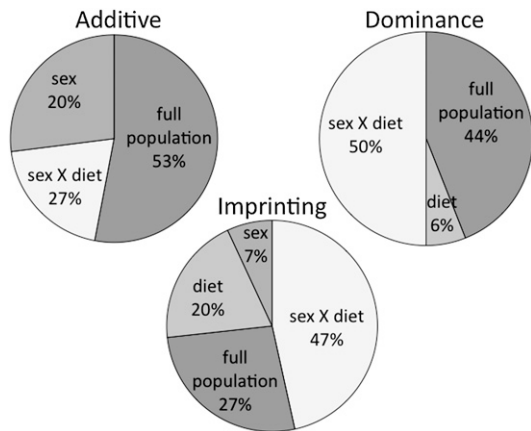 Additive
sex
20%
full
population
53%
sex X diet
27%
Dominance
sex X diet
50%
full
population
44%
diet
6%
Imprinting
sex
7%
diet
20%
sex X diet
47%
full
population
27%